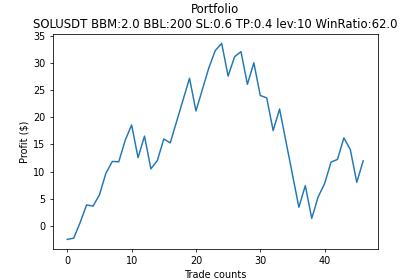 Portfolio
SOLUSDT BBM:2.0 BBL:200 SL:0.6 TP:0.4 lev:10 WinRatio:62.0
35
30
25
20
15
10
5
0
Profit ($)
0 10 20 30 40
Trade counts